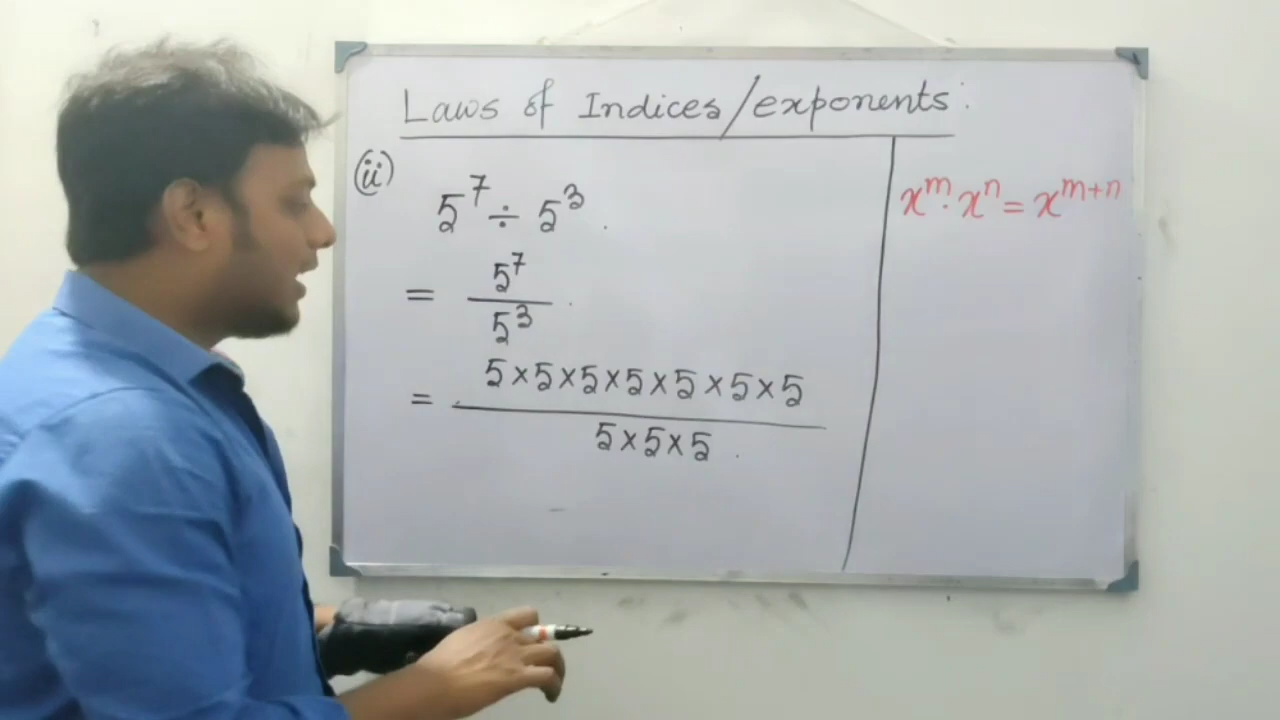 Laws of Indices/exponents:
(ii)
5⁷ ÷ 5³
= 5⁷
5³
= 5×5×5×5×5×5×5
5×5×5
xᵐ · xⁿ = xᵐ⁺ⁿ